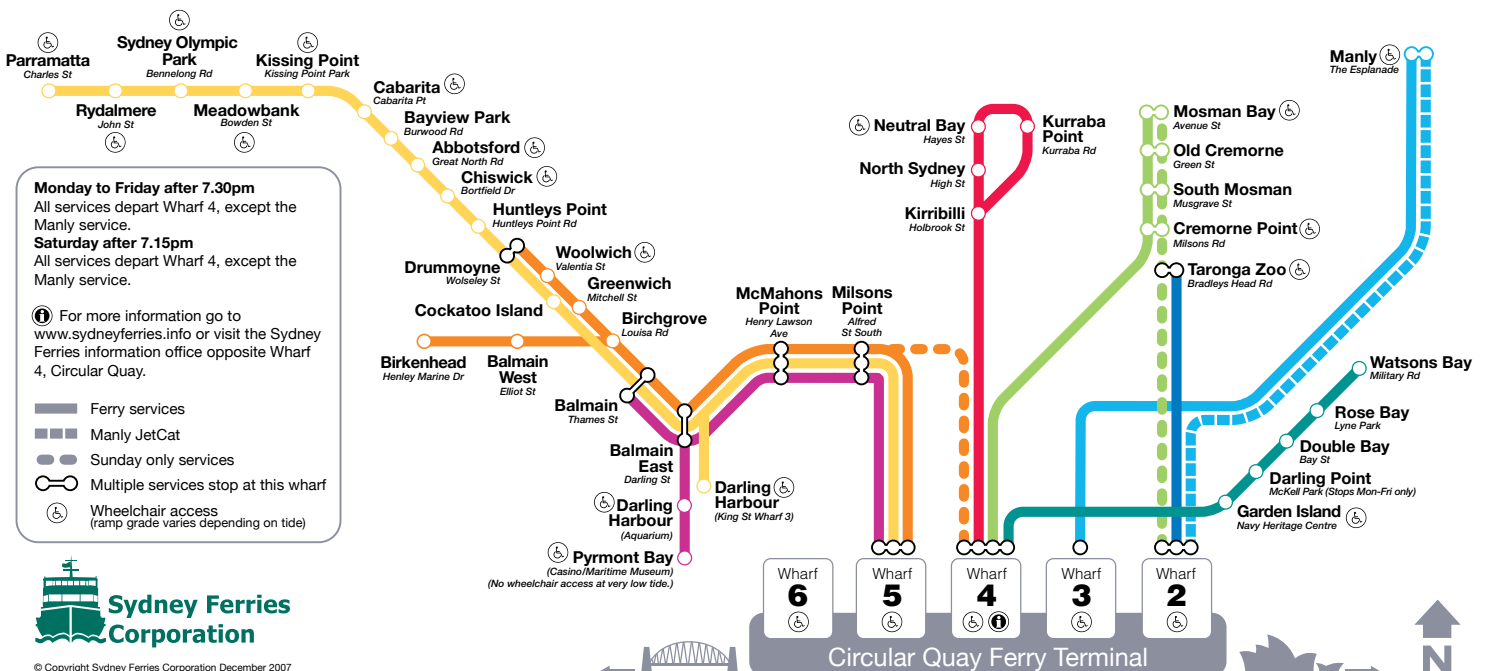 Parramatta
Charles St
Rydalmere
John St
Sydney Olympic
Park
Bennelong Rd
Meadowbank
Bowden St
Kissing Point
Kissing Point Park
Cabarita
Cabarita Pt
Bayview Park
Burwood Rd
Abbotsford
Great North Rd
Chiswick
Bortfield Dr
Huntleys Point
Huntleys Point Rd
Drummoyne
Wolseley St
Woolwich
Valentia St
Greenwich
Mitchell St
Cockatoo Island
Birchgrove
Louisa Rd
Birkenhead
Henley Marine Dr
Balmain
West
Elliot St
Balmain
Thames St
Balmain
East
Darling St
McMahons
Point
Henry Lawson
Ave
Milsons
Point
Alfred
St South
Darling
Harbour
(King St Wharf 3)
Darling
Harbour
(Aquarium)
Pyrmont Bay
(Casino/Maritime Museum)
(No wheelchair access at very low tide.)
Neutral Bay
Hayes St
Kurraba
Point
Kurraba Rd
North Sydney
High St
Kirribilli
Holbrook St
Mosman Bay
Avenue St
Old Cremorne
Green St
South Mosman
Musgrave St
Cremorne Point
Milsons Rd
Taronga Zoo
Bradleys Head Rd
Manly
The Esplanade
Watsons Bay
Military Rd
Rose Bay
Lyne Park
Double Bay
Bay St
Darling Point
McKell Park (Stops Mon-Fri only)
Garden Island
Navy Heritage Centre
Monday to Friday after 7.30pm
All services depart Wharf 4, except the
Manly service.
Saturday after 7.15pm
All services depart Wharf 4, except the
Manly service.
For more information go to
www.sydneyferries.info or visit the Sydney
Ferries information office opposite Wharf
4, Circular Quay.
Ferry services
Manly JetCat
Sunday only services
Multiple services stop at this wharf
Wheelchair access
(ramp grade varies depending on tide)
Sydney Ferries
Corporation
© Copyright Sydney Ferries Corporation December 2007
Wharf
6
Wharf
5
Wharf
4
Wharf
3
Wharf
2
Circular Quay Ferry Terminal
N